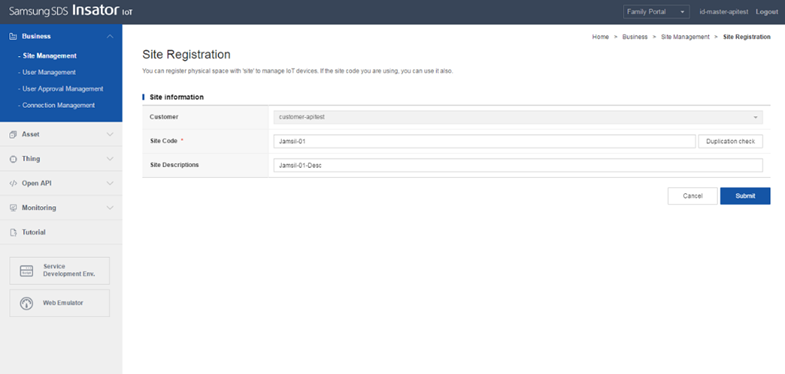 Samsung SDS Insator IoT
Family Portal
id-master-apitest Logout
Business
- Site Management
- User Management
- User Approval Management
- Connection Management
Asset
Thing
Open API
Monitoring
Tutorial
Service
Development Env.
Web Emulator
Home > Business > Site Management > Site Registration
Site Registration
You can register physical space with 'site' to manage IoT devices. If the site code you are using, you can use it also.
Site information
Customer customer-apitest
Site Code * Jamsil-01 Duplication check
Site Descriptions Jamsil-01-Desc
Cancel Submit